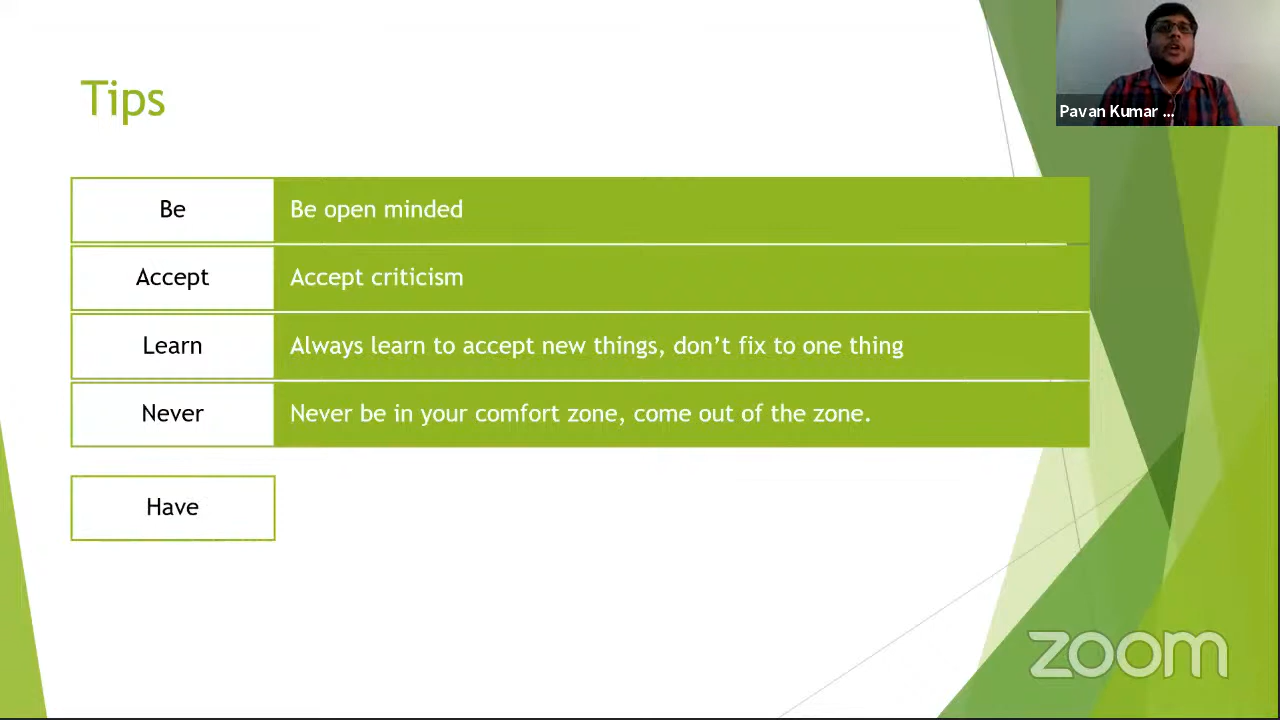 Tips
Pavan Kumar ...
Be
Be open minded
Accept
Accept criticism
Learn
Always learn to accept new things, don’t fix to one thing
Never
Never be in your comfort zone, come out of the zone.
Have
zoom